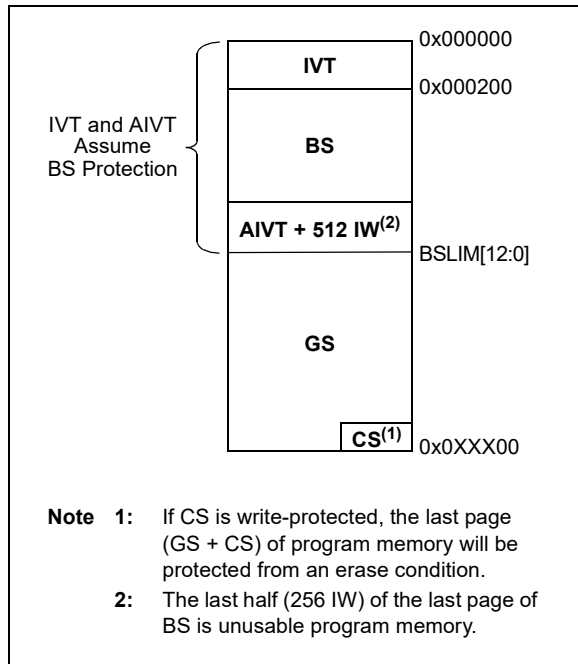 0x000000
IVT
0x000200
IVT and AIVT
Assume
BS Protection
BS
AIVT + 512 IW(2)
BSLIM[12:0]
GS
CS(1)
0x0XXX00
Note 1: If CS is write-protected, the last page
(GS + CS) of program memory will be
protected from an erase condition.
2: The last half (256 IW) of the last page of
BS is unusable program memory.